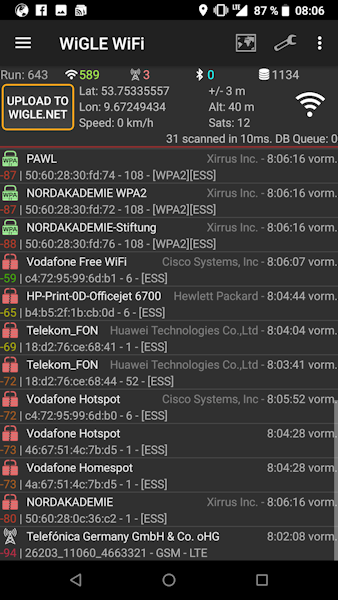 87 % 08:06
WiGLE WiFi
Run: 643 589 3 0 1134
UPLOAD TO
WIGLE.NET
Lat: 53.75335557 +/- 3 m
Lon: 9.67249434 Alt: 40 m
Speed: 0 km/h Sats: 12
31 scanned in 10ms. DB Queue: 0
WPA PAWL Xirrus Inc. - 8:06:16 vorm.
-87 | 50:60:28:30:fd:74 - 108 - [WPA2][ESS]
WPA NORDAKADEMIE WPA2 Xirrus Inc. - 8:06:16 vorm.
-87 | 50:60:28:30:fd:72 - 108 - [WPA2][ESS]
WPA NORDAKADEMIE-Stiftung Xirrus Inc. - 8:06:16 vorm.
-88 | 50:60:28:30:fd:76 - 108 - [WPA2][ESS]
Vodafone Free WiFi Cisco Systems, Inc - 8:06:07 vorm.
-59 | c4:72:95:99:6d:b1 - 6 - [ESS]
HP-Print-0D-Officejet 6700 Hewlett Packard - 8:04:44 vorm.
-65 | b4:b5:2f:1b:cb:0d - 6 - [ESS]
Telekom_FON Huawei Technologies Co.,Ltd - 8:04:04 vorm.
-69 | 18:d2:76:ce:68:41 - 1 - [ESS]
Telekom_FON Huawei Technologies Co.,Ltd - 8:03:41 vorm.
-72 | 18:d2:76:ce:68:44 - 52 - [ESS]
Vodafone Hotspot Cisco Systems, Inc - 8:05:52 vorm.
-72 | c4:72:95:99:6d:b0 - 6 - [ESS]
Vodafone Hotspot 8:04:28 vorm.
-73 | 46:67:51:4c:7b:d5 - 1 - [ESS]
Vodafone Homespot 8:04:28 vorm.
-73 | 4a:67:51:4c:7b:d5 - 1 - [ESS]
NORDAKADEMIE Xirrus Inc. - 8:06:16 vorm.
-80 | 50:60:28:0c:36:c2 - 1 - [ESS]
Telefónica Germany GmbH & Co. oHG 8:02:08 vorm.
-94 | 26203_11060_4663321 - GSM - LTE